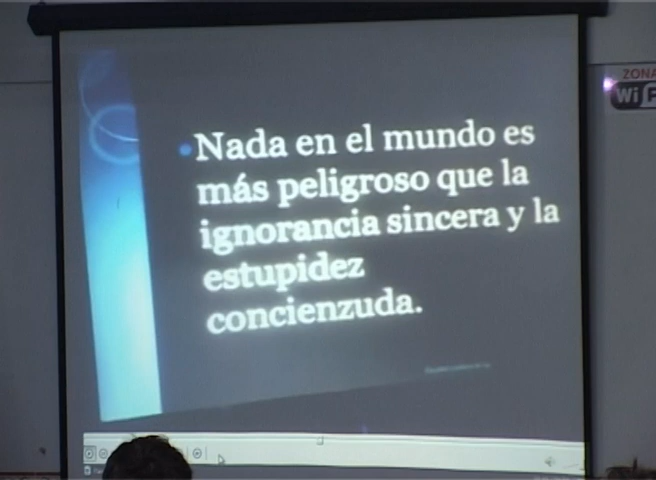 Nada en el mundo es
más peligroso que la
ignorancia sincera y la
estupidez
concienzuda.
ZONA
Wi F